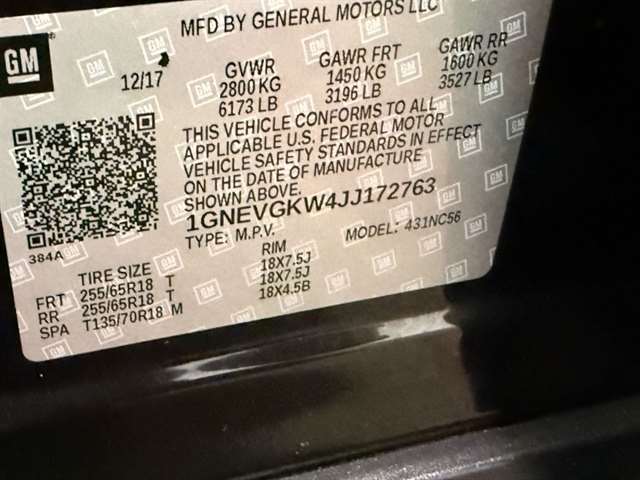 MFD BY GENERAL MOTORS LLC
GM
12/17
GVWR GAWR FRT GAWR RR
2800 KG 1450 KG 1600 KG
6173 LB 3196 LB 3527 LB
THIS VEHICLE CONFORMS TO ALL
APPLICABLE U.S. FEDERAL MOTOR
VEHICLE SAFETY STANDARDS IN EFFECT
ON THE DATE OF MANUFACTURE
SHOWN ABOVE.
1GNEVGKW4JJ172763
TYPE: M.P.V. MODEL: 431NC56
384A
TIRE SIZE RIM
FRT 255/65R18 T 18X7.5J
RR 255/65R18 T 18X7.5J
SPA T135/70R18 M 18X4.5B